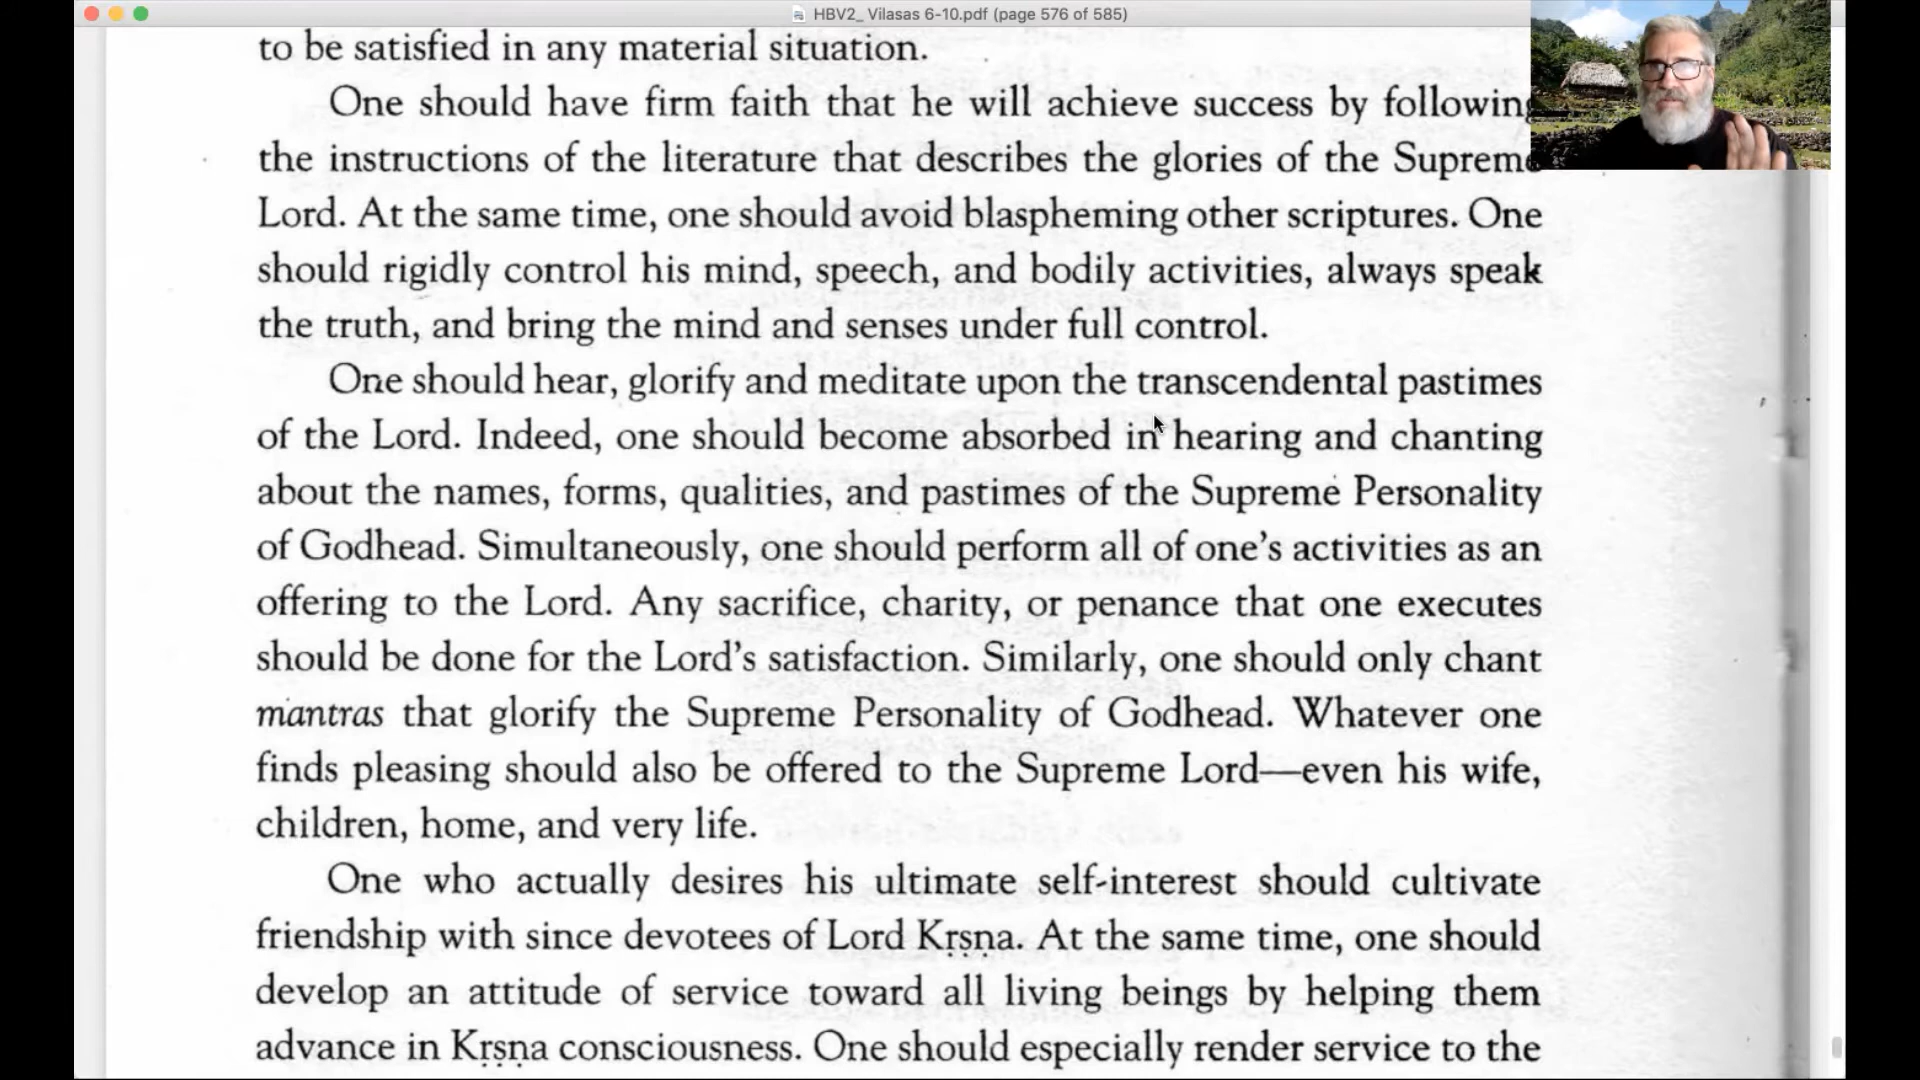 HBV2_ Vilasas 6-10.pdf (page 576 of 585)
to be satisfied in any material situation.
One should have firm faith that he will achieve success by following
the instructions of the literature that describes the glories of the Supreme
Lord. At the same time, one should avoid blaspheming other scriptures. One
should rigidly control his mind, speech, and bodily activities, always speak
the truth, and bring the mind and senses under full control.
One should hear, glorify and meditate upon the transcendental pastimes
of the Lord. Indeed, one should become absorbed in hearing and chanting
about the names, forms, qualities, and pastimes of the Supreme Personality
of Godhead. Simultaneously, one should perform all of one's activities as an
offering to the Lord. Any sacrifice, charity, or penance that one executes
should be done for the Lord's satisfaction. Similarly, one should only chant
mantras that glorify the Supreme Personality of Godhead. Whatever one
finds pleasing should also be offered to the Supreme Lord—even his wife,
children, home, and very life.
One who actually desires his ultimate self-interest should cultivate
friendship with since devotees of Lord Kṛṣṇa. At the same time, one should
develop an attitude of service toward all living beings by helping them
advance in Kṛṣṇa consciousness. One should especially render service to the